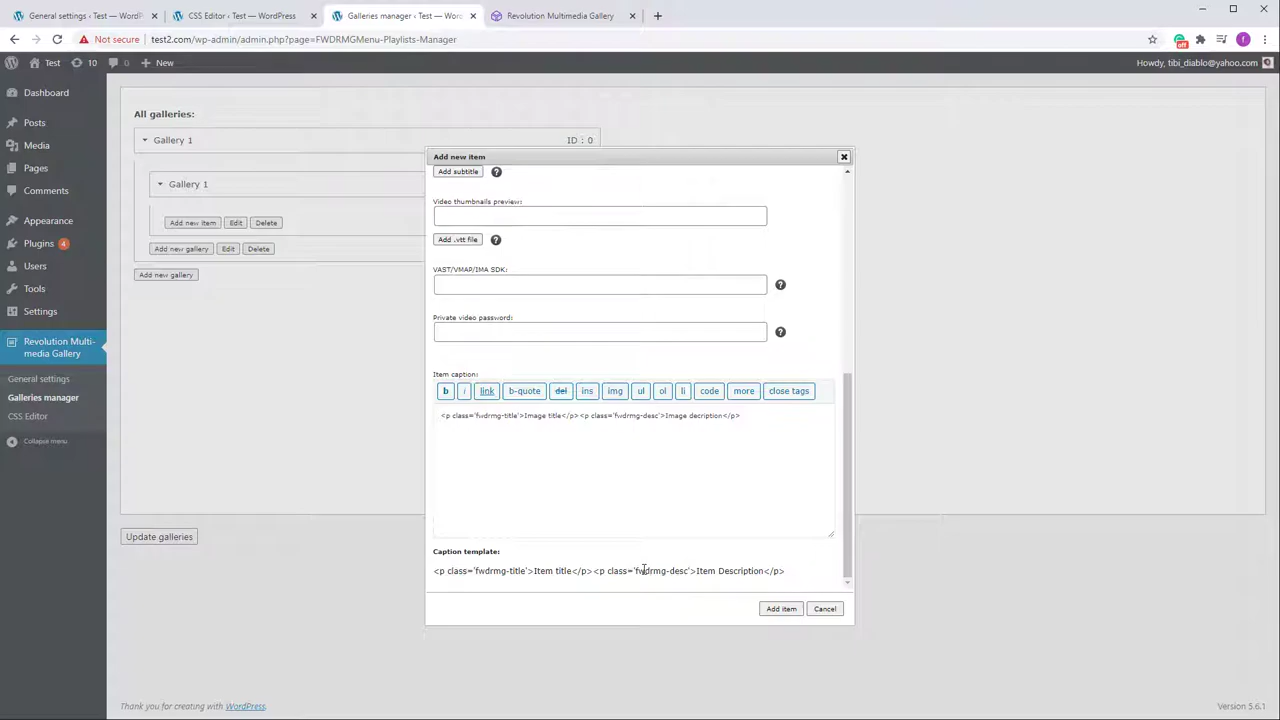 General settings ‹ Test — WordP
CSS Editor ‹ Test — WordPress
Galleries manager ‹ Test — Word
Revolution Multimedia Gallery
Not secure
test2.com/wp-admin/admin.php?page=FWDRMGMenu-Playlists-Manager
off
f
Test
10
0
New
Howdy, tibi_diablo@yahoo.com
Dashboard
Posts
Media
Pages
Comments
Appearance
Plugins 4
Users
Tools
Settings
Revolution Multi-
media Gallery
General settings
Galleries manager
CSS Editor
Collapse menu
All galleries:
Gallery 1
ID : 0
Gallery 1
Add new item
Edit
Delete
Add new gallery
Edit
Delete
Add new gallery
Update galleries
Add new item
Add subtitle
?
Video thumbnails preview:
Add .vtt file
?
VAST/VMAP/IMA SDK:
?
Private video password:
?
Item caption:
b
i
link
b-quote
del
ins
img
ul
ol
li
code
more
close tags
<p class='fwdrmg-title'>Image title</p><p class='fwdrmg-desc'>Image decription</p>
Caption template:
<p class='fwdrmg-title'>Item title</p><p class='fwdrmg-desc'>Item Description</p>
Add item
Cancel
Thank you for creating with WordPress.
Version 5.6.1